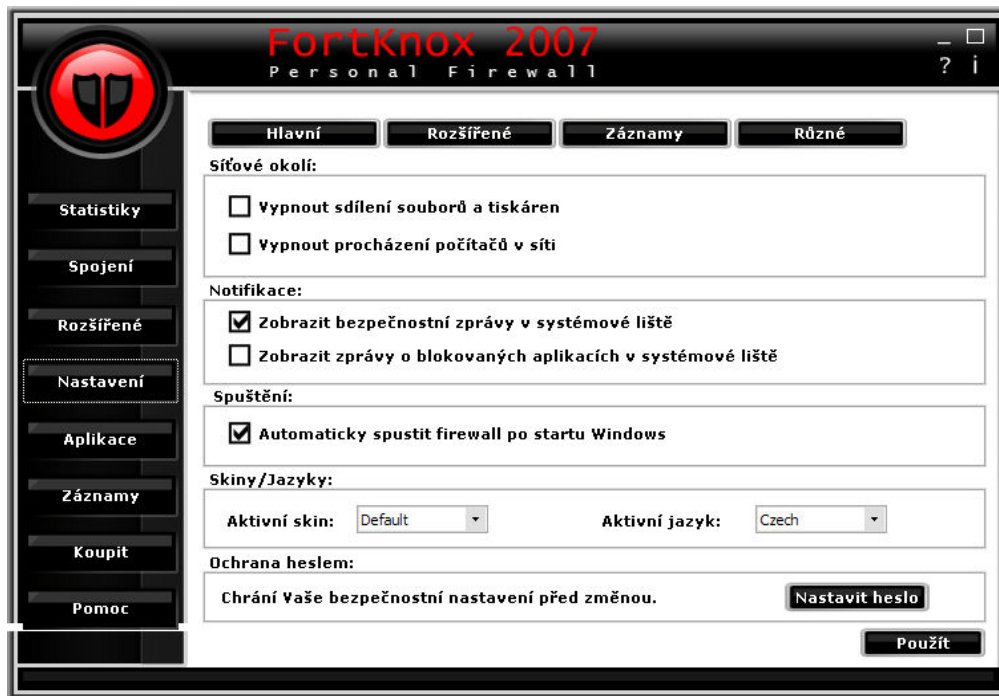 FortKnox 2007
Personal Firewall
? i
Hlavní
Rozšířené
Záznamy
Různé
Statistiky
Spojení
Rozšířené
Nastavení
Aplikace
Záznamy
Koupit
Pomoc
Síťové okolí:
Vypnout sdílení souborů a tiskáren
Vypnout procházení počítačů v síti
Notifikace:
Zobrazit bezpečnostní zprávy v systémové liště
Zobrazit zprávy o blokovaných aplikacích v systémové liště
Spuštění:
Automaticky spustit firewall po startu Windows
Skiny/Jazyky:
Aktivní skin: Default
Aktivní jazyk: Czech
Ochrana heslem:
Chrání Vaše bezpečnostní nastavení před změnou.
Nastavit heslo
Použít